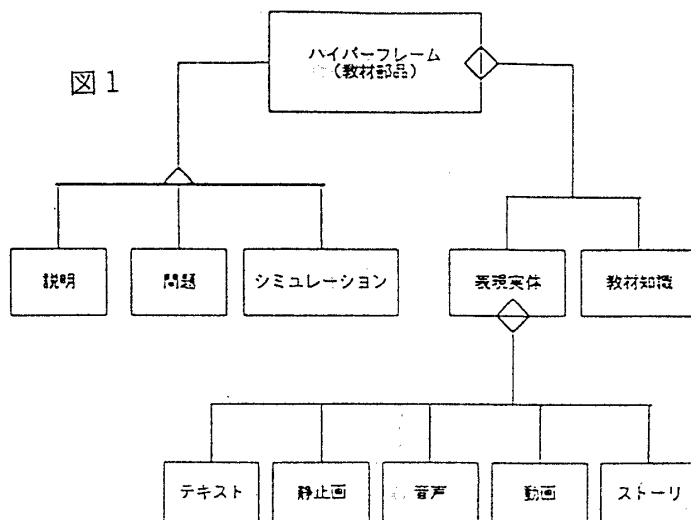 図1
ハイパーフレーム
（教材部品）
説明
問題
シミュレーション
表現実体
教材知識
テキスト
静止画
音声
動画
ストーリ